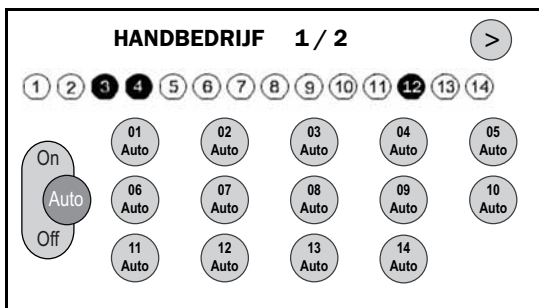 HANDBEDRIJF 1 / 2 >
1 2 3 4 5 6 7 8 9 10 11 12 13 14
On
Auto
Off
01 02 03 04 05
Auto Auto Auto Auto Auto
06 07 08 09 10
Auto Auto Auto Auto Auto
11 12 13 14
Auto Auto Auto Auto